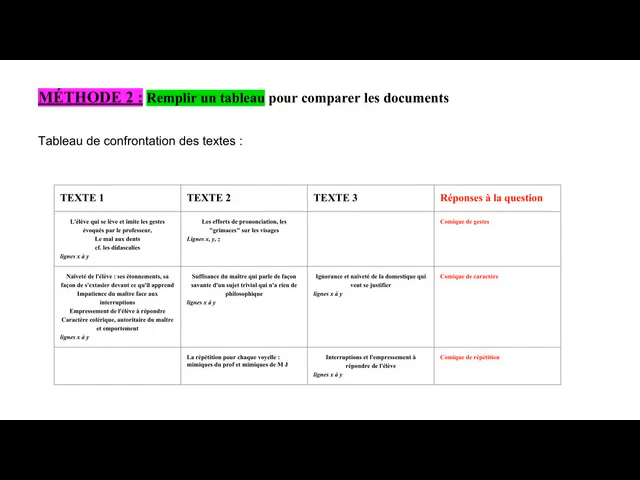 MÉTHODE 2 : Remplir un tableau pour comparer les documents
Tableau de confrontation des textes :
TEXTE 1
TEXTE 2
TEXTE 3
Réponses à la question
L'élève qui se lève et imite les gestes
évoqués par le professeur,
Le mal aux dents
cf. les didascalies
lignes x à y
Les efforts de prononciation, les
"grimaces" sur les visages
Lignes x, y, z
Comique de gestes
Naïveté de l'élève : ses étonnements, sa
façon de s'extasier devant ce qu'il apprend
Impatience du maître face aux
interruptions
Empressement de l'élève à répondre
Caractère colérique, autoritaire du maître
et emportement
lignes x à y
Suffisance du maître qui parle de façon
savante d'un sujet trivial qui n'a rien de
philosophique
lignes x à y
Ignorance et naïveté de la domestique qui
veut se justifier
lignes x à y
Comique de caractère
La répétition pour chaque voyelle :
mimiques du prof et mimiques de M J
Interruptions et l'empressement à
répondre de l'élève
lignes x à y
Comique de répétition